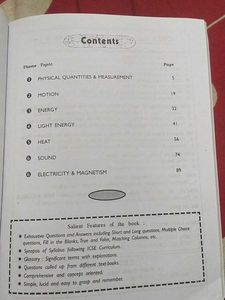 Contents
Theme Topic Page
1 PHYSICAL QUANTITIES & MEASUREMENT 5
2 MOTION 19
3 ENERGY 32
4 LIGHT ENERGY 41
5 HEAT 56
6 SOUND 74
6 ELECTRICITY & MAGNETISM 89
Salient Features of the book :
Exhaustive Questions and Answers including Short and Long questions, Multiple Choice
questions, Fill in the Blanks, True and False, Matching Columns, etc.
Synopsis of Syllabus following ICSE Curriculum.
Glossary : Significant terms with explanations.
Questions culled up from different text-books.
Comprehensive and concept oriented.
Simple, lucid and easy to grasp and remember.